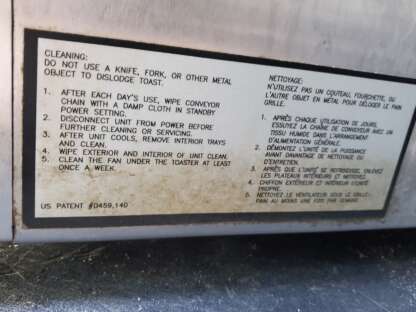 CLEANING:
DO NOT USE A KNIFE, FORK, OR OTHER METAL
OBJECT TO DISLODGE TOAST.
1. AFTER EACH DAY'S USE, WIPE CONVEYOR
CHAIN WITH A DAMP CLOTH IN STANDBY
POWER SETTING.
2. DISCONNECT UNIT FROM POWER BEFORE
FURTHER CLEANING OR SERVICING.
3. AFTER UNIT COOLS, REMOVE INTERIOR TRAYS
AND CLEAN.
4. WIPE EXTERIOR AND INTERIOR OF UNIT CLEAN.
5. CLEAN THE FAN UNDER THE TOASTER AT LEAST
ONCE A WEEK.
US PATENT #D459,140
NETTOYAGE:
N'UTILISEZ PAS UN COUTEAU, FOURCHETTE, OU
L'AUTRE OBJET EN METAL POUR DÉLOGER LE PAIN
GRILLE.
1. APRÈS CHAQUE UTILISATION DE JOURS,
ESSUYEZ LA CHAÎNE DE CONVEYOR AVEC UN
TISSU HUMIDE DANS L'ARRANGEMENT
D'ALIMENTATION GÉNÉRALE.
2. DÉMONTEZ L'UNITÉ DE LA PUISSANCE
AVANT DAVANTAGE DE NETTOYAGE OU
D'ENTRETIEN.
3. APRÈS QUE L'UNITÉ SE REFROIDISSE, ENLEVEZ
LES PLATEAUX INTÉRIEURS ET NETTOYEZ.
4. CHIFFON EXTÉRIEUR ET INTÉRIEUR D'UNITÉ
PROPRE.
5. NETTOYEZ LE VENTILATEUR SOUS LE GRILLE-
PAIN AU MOINS UNE FOIS PAR SEMAINE.